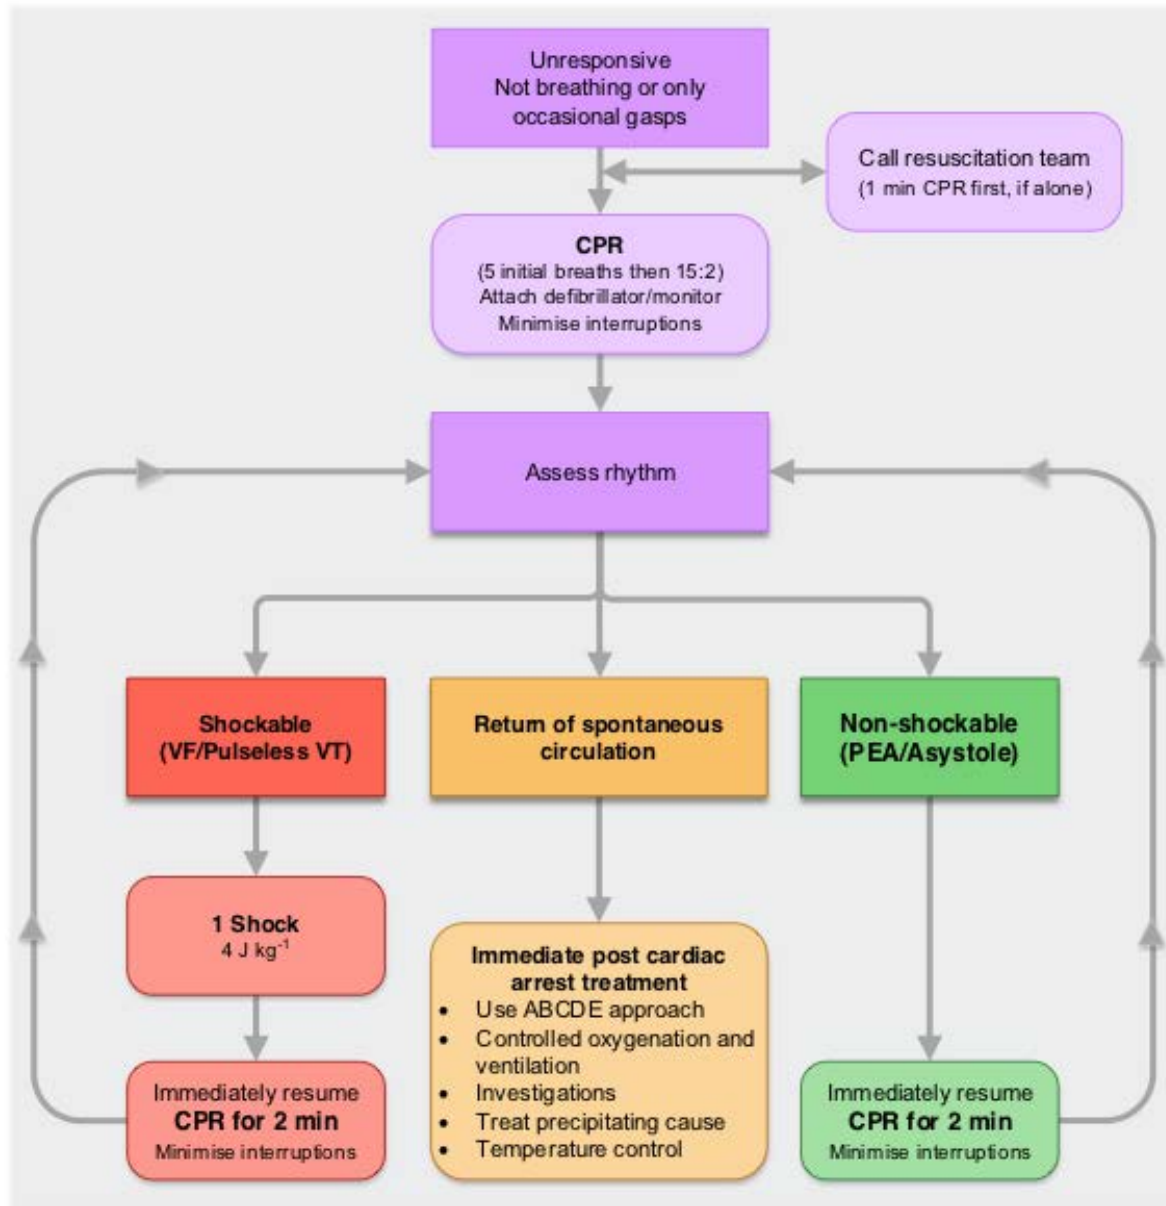 Unresponsive
Not breathing or only
occasional gasps
Call resuscitation team
(1 min CPR first, if alone)
CPR
(5 initial breaths then 15:2)
Attach defibrillator/monitor
Minimise interruptions
Assess rhythm
Shockable
(VF/Pulseless VT)
Return of spontaneous
circulation
Non-shockable
(PEA/Asystole)
1 Shock
4 J kg⁻¹
Immediate post cardiac
arrest treatment
• Use ABCDE approach
• Controlled oxygenation and
ventilation
• Investigations
• Treat precipitating cause
• Temperature control
Immediately resume
CPR for 2 min
Minimise interruptions
Immediately resume
CPR for 2 min
Minimise interruptions